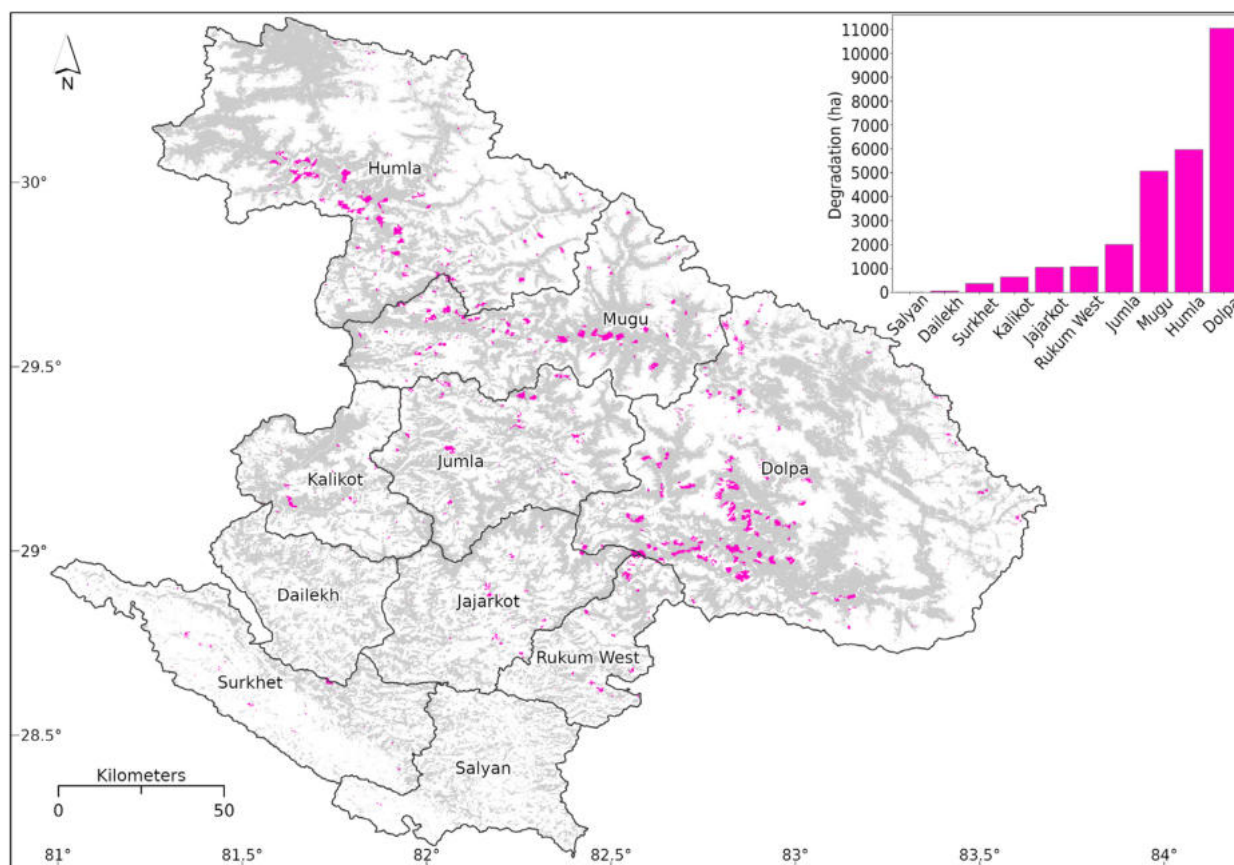 N
Humla
Mugu
Dolpa
Jumla
Kalikot
Dailekh
Jajarkot
Rukum West
Surkhet
Salyan
30°
29.5°
29°
28.5°
Kilometers
0 50
81° 81,5° 82° 82,5° 83° 83,5° 84°
Degradation (ha)
11000
10000
9000
8000
7000
6000
5000
4000
3000
2000
1000
0
Salyan
Dailekh
Surkhet
Kalikot
Jajarkot
Rukum West
Jumla
Mugu
Humla
Dolpa